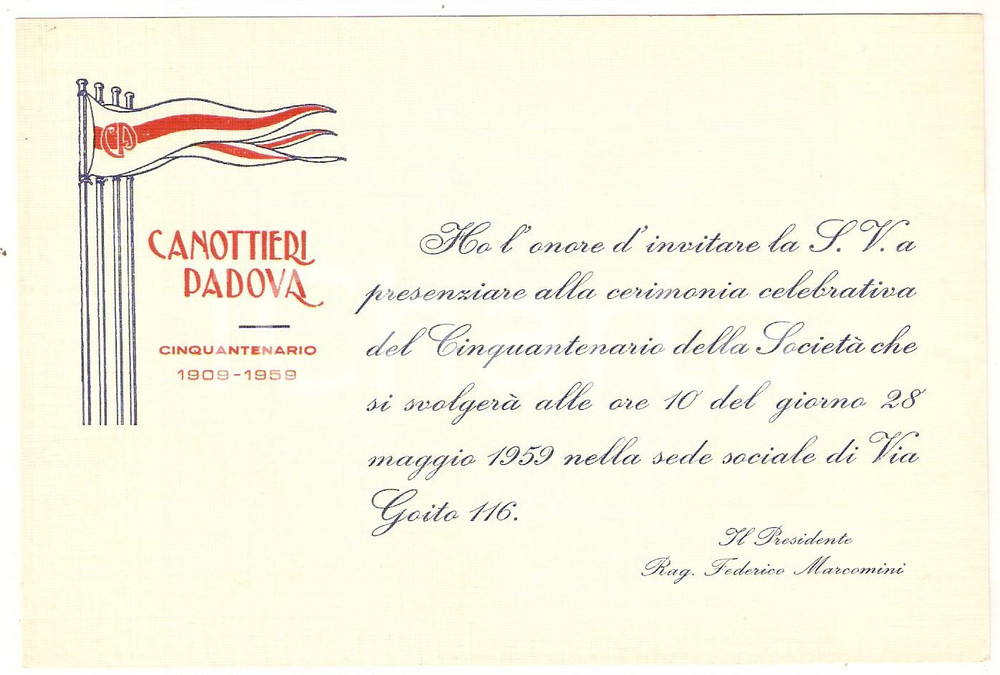 CP
CANOTTIERI
PADOVA
CINQUANTENARIO
1909-1959
Ho l'onore d'invitare la S. V. a
presenziare alla cerimonia celebrativa
del Cinquantenario della Società che
si svolgerà alle ore 10 del giorno 28
maggio 1959 nella sede sociale di Via
Goito 116.
Il Presidente
Rag. Federico Marcomini